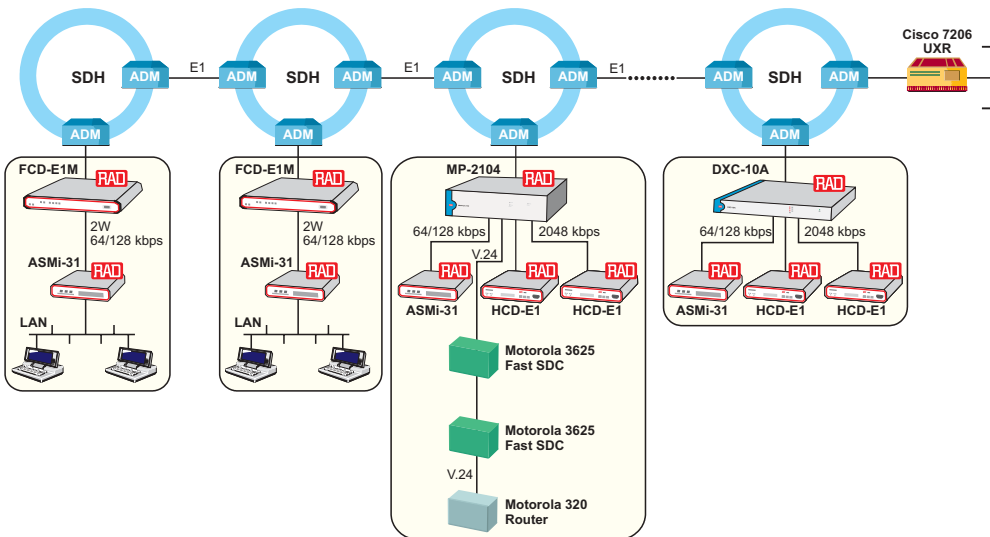 Cisco 7206
UXR
SDH
ADM
E1
ADM
SDH
ADM
E1
ADM
SDH
ADM
E1
ADM
SDH
ADM
ADM
ADM
ADM
ADM
FCD-E1M
RAD
2W
64/128 kbps
ASMi-31
RAD
LAN
FCD-E1M
RAD
2W
64/128 kbps
ASMi-31
RAD
LAN
MP-2104
RAD
64/128 kbps
V.24
2048 kbps
RAD
RAD
RAD
ASMi-31
HCD-E1
HCD-E1
Motorola 3625
Fast SDC
Motorola 3625
Fast SDC
V.24
Motorola 320
Router
DXC-10A
RAD
64/128 kbps
2048 kbps
RAD
RAD
RAD
ASMi-31
HCD-E1
HCD-E1